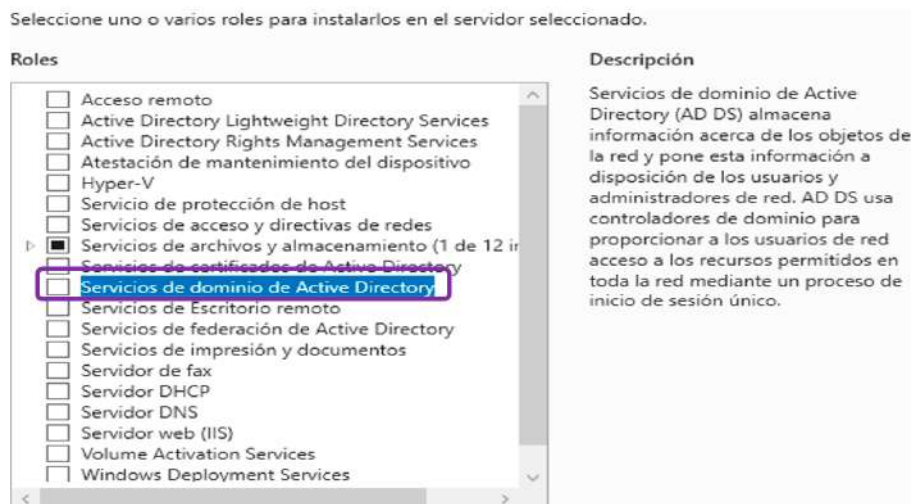 Seleccione uno o varios roles para instalarlos en el servidor seleccionado.
Roles
Acceso remoto
Active Directory Lightweight Directory Services
Active Directory Rights Management Services
Atestación de mantenimiento del dispositivo
Hyper-V
Servicio de protección de host
Servicios de acceso y directivas de redes
Servicios de archivos y almacenamiento (1 de 12 in
Servicios de certificados de Active Directory
Servicios de dominio de Active Directory
Servicios de Escritorio remoto
Servicios de federación de Active Directory
Servicios de impresión y documentos
Servidor de fax
Servidor DHCP
Servidor DNS
Servidor web (IIS)
Volume Activation Services
Windows Deployment Services
Descripción
Servicios de dominio de Active
Directory (AD DS) almacena
información acerca de los objetos de
la red y pone esta información a
disposición de los usuarios y
administradores de red. AD DS usa
controladores de dominio para
proporcionar a los usuarios de red
acceso a los recursos permitidos en
toda la red mediante un proceso de
inicio de sesión único.